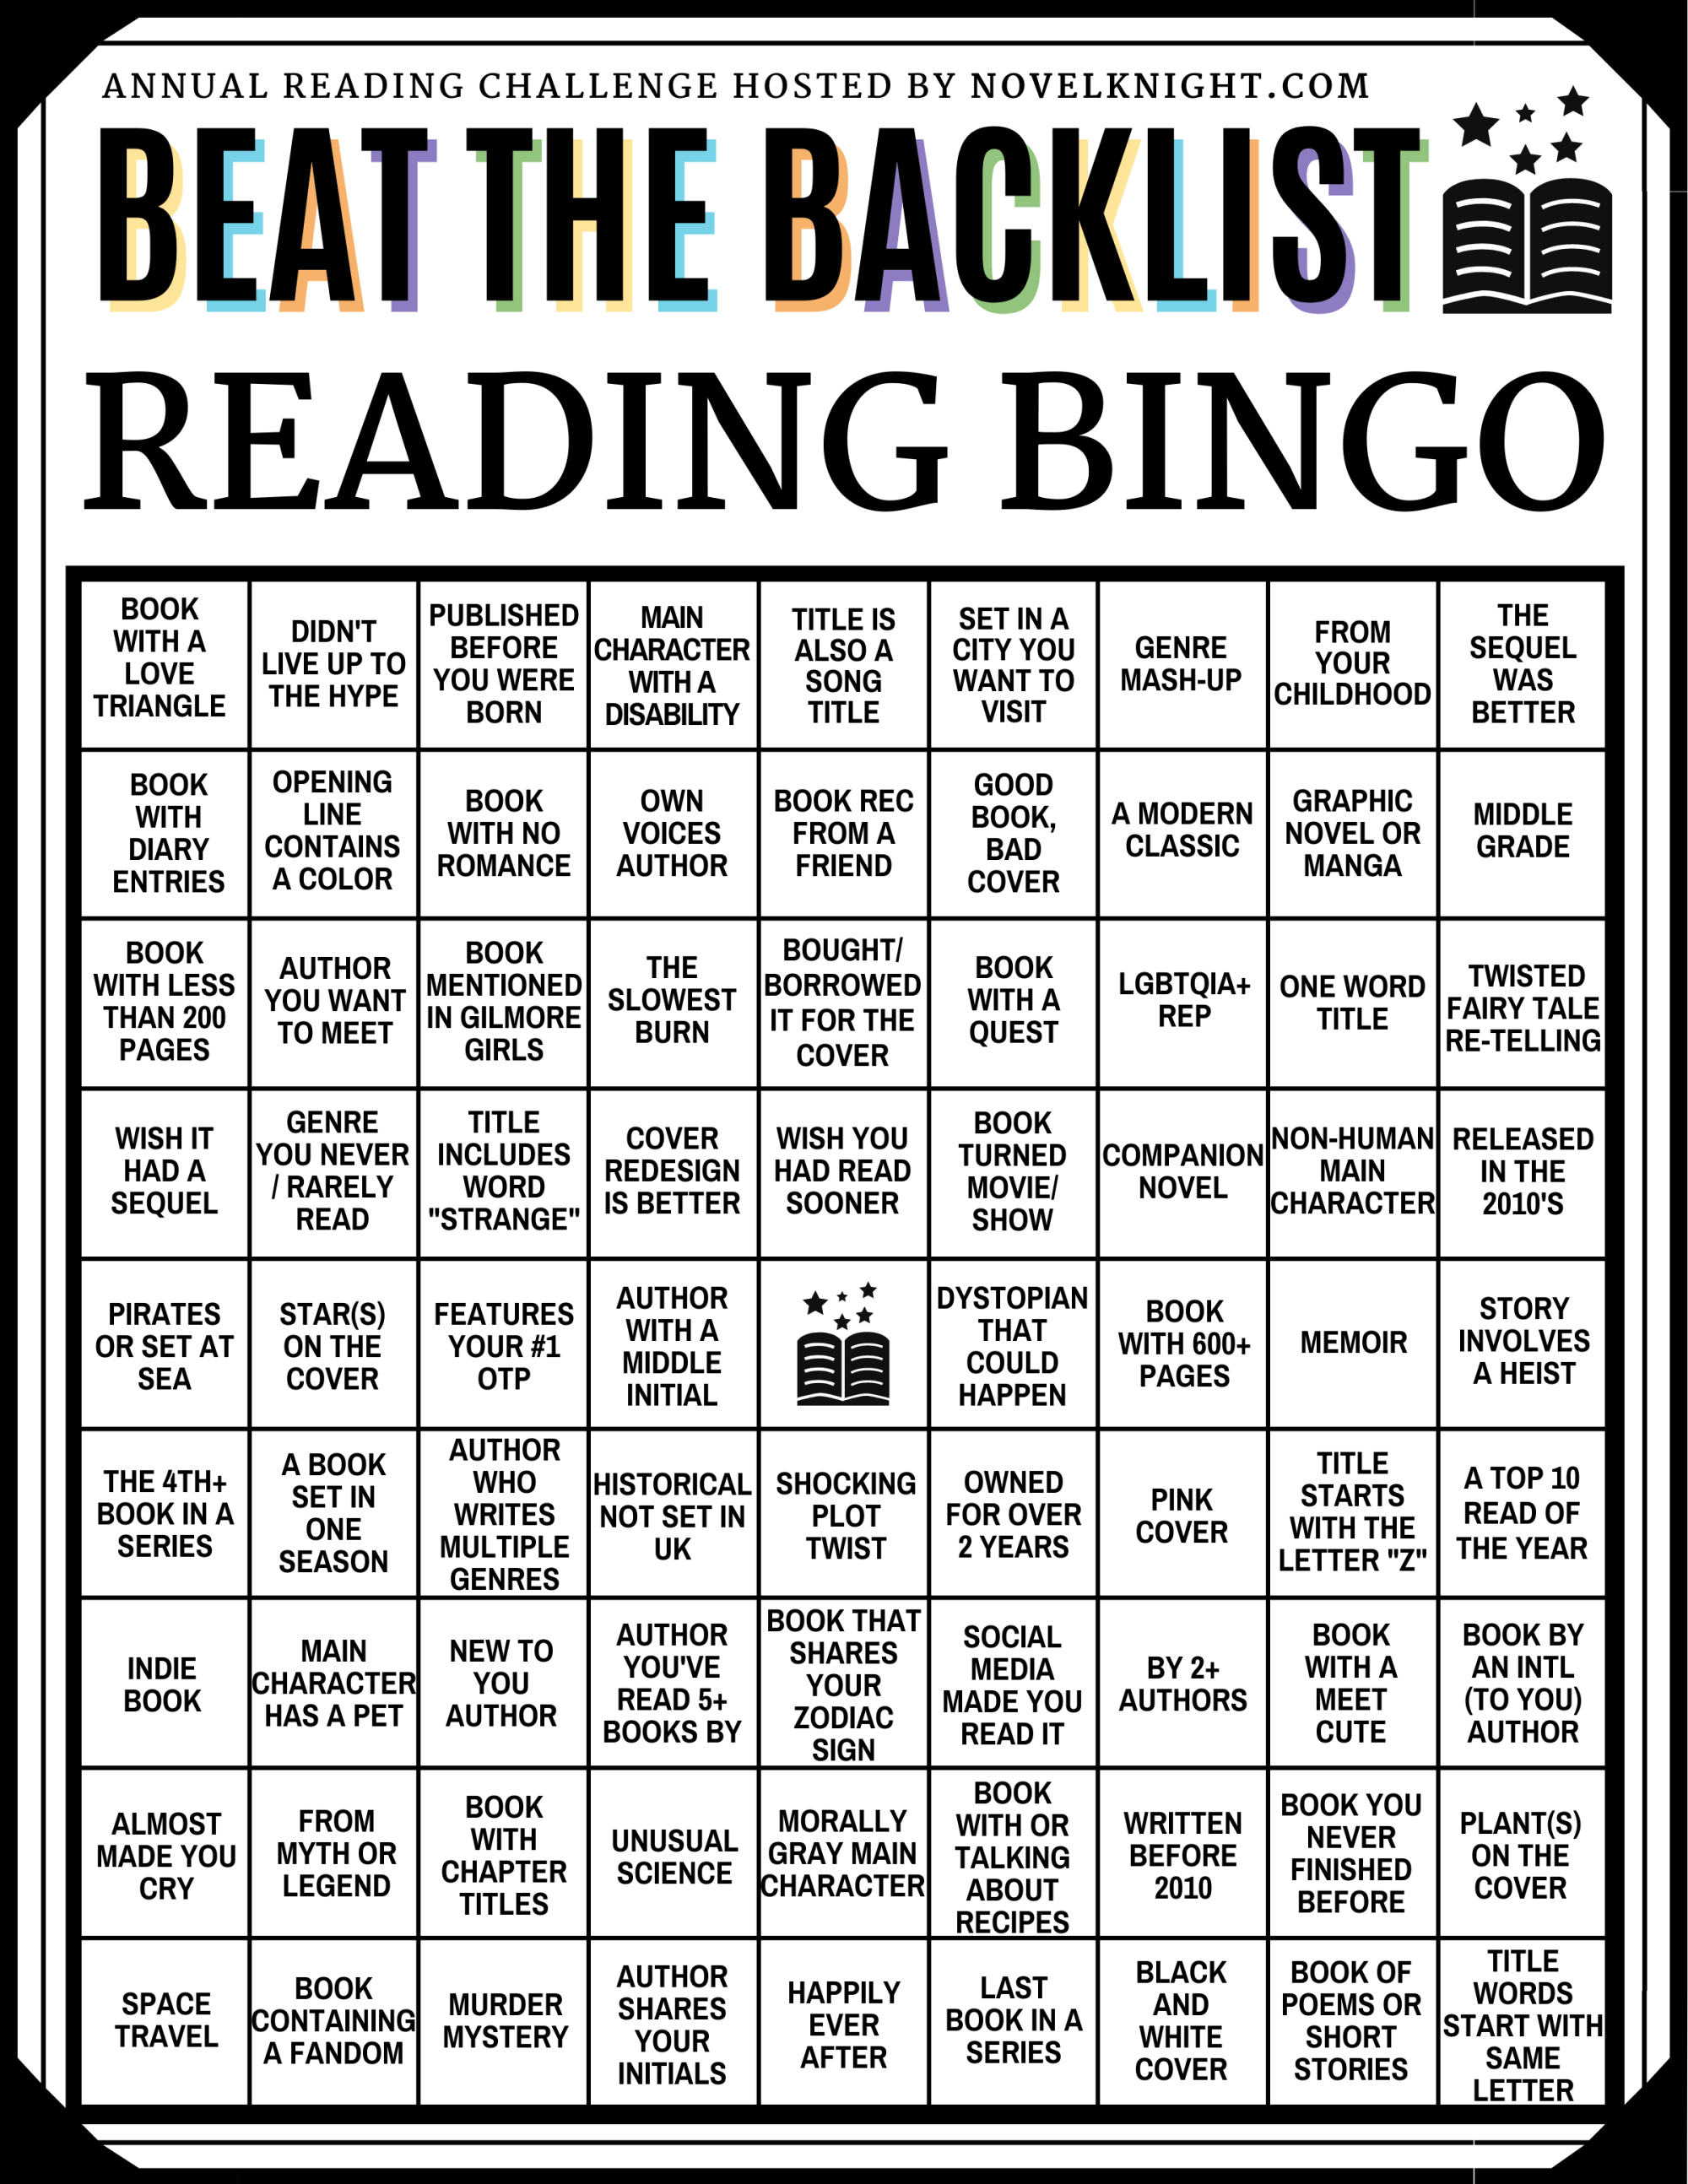 ANNUAL READING CHALLENGE HOSTED BY NOVELKNIGHT.COM
BEAT THE BACKLIST
READING BINGO
BOOK
WITH A
LOVE
TRIANGLE
DIDN'T
LIVE UP TO
THE HYPE
PUBLISHED
BEFORE
YOU WERE
BORN
MAIN
CHARACTER
WITH A
DISABILITY
TITLE IS
ALSO A
SONG
TITLE
SET IN A
CITY YOU
WANT TO
VISIT
GENRE
MASH-UP
FROM
YOUR
CHILDHOOD
THE
SEQUEL
WAS
BETTER
BOOK
WITH
DIARY
ENTRIES
OPENING
LINE
CONTAINS
A COLOR
BOOK
WITH NO
ROMANCE
OWN
VOICES
AUTHOR
BOOK REC
FROM A
FRIEND
GOOD
BOOK,
BAD
COVER
A MODERN
CLASSIC
GRAPHIC
NOVEL OR
MANGA
MIDDLE
GRADE
BOOK
WITH LESS
THAN 200
PAGES
AUTHOR
YOU WANT
TO MEET
BOOK
MENTIONED
IN GILMORE
GIRLS
THE
SLOWEST
BURN
BOUGHT/
BORROWED
IT FOR THE
COVER
BOOK
WITH A
QUEST
LGBTQIA+
REP
ONE WORD
TITLE
TWISTED
FAIRY TALE
RE-TELLING
WISH IT
HAD A
SEQUEL
GENRE
YOU NEVER
/ RARELY
READ
TITLE
INCLUDES
WORD
"STRANGE"
COVER
REDESIGN
IS BETTER
WISH YOU
HAD READ
SOONER
BOOK
TURNED
MOVIE/
SHOW
COMPANION
NOVEL
NON-HUMAN
MAIN
CHARACTER
RELEASED
IN THE
2010'S
PIRATES
OR SET AT
SEA
STAR(S)
ON THE
COVER
FEATURES
YOUR #1
OTP
AUTHOR
WITH A
MIDDLE
INITIAL
DYSTOPIAN
THAT
COULD
HAPPEN
BOOK
WITH 600+
PAGES
MEMOIR
STORY
INVOLVES
A HEIST
THE 4TH+
BOOK IN A
SERIES
A BOOK
SET IN
ONE
SEASON
AUTHOR
WHO
WRITES
MULTIPLE
GENRES
HISTORICAL
NOT SET IN
UK
SHOCKING
PLOT
TWIST
OWNED
FOR OVER
2 YEARS
PINK
COVER
TITLE
STARTS
WITH THE
LETTER "Z"
A TOP 10
READ OF
THE YEAR
INDIE
BOOK
MAIN
CHARACTER
HAS A PET
NEW TO
YOU
AUTHOR
AUTHOR
YOU'VE
READ 5+
BOOKS BY
BOOK THAT
SHARES
YOUR
ZODIAC
SIGN
SOCIAL
MEDIA
MADE YOU
READ IT
BY 2+
AUTHORS
BOOK
WITH A
MEET
CUTE
BOOK BY
AN INTL
(TO YOU)
AUTHOR
ALMOST
MADE YOU
CRY
FROM
MYTH OR
LEGEND
BOOK
WITH
CHAPTER
TITLES
UNUSUAL
SCIENCE
MORALLY
GRAY MAIN
CHARACTER
BOOK
WITH OR
TALKING
ABOUT
RECIPES
WRITTEN
BEFORE
2010
BOOK YOU
NEVER
FINISHED
BEFORE
PLANT(S)
ON THE
COVER
SPACE
TRAVEL
BOOK
CONTAINING
A FANDOM
MURDER
MYSTERY
AUTHOR
SHARES
YOUR
INITIALS
HAPPILY
EVER
AFTER
LAST
BOOK IN A
SERIES
BLACK
AND
WHITE
COVER
BOOK OF
POEMS OR
SHORT
STORIES
TITLE
WORDS
START WITH
SAME
LETTER